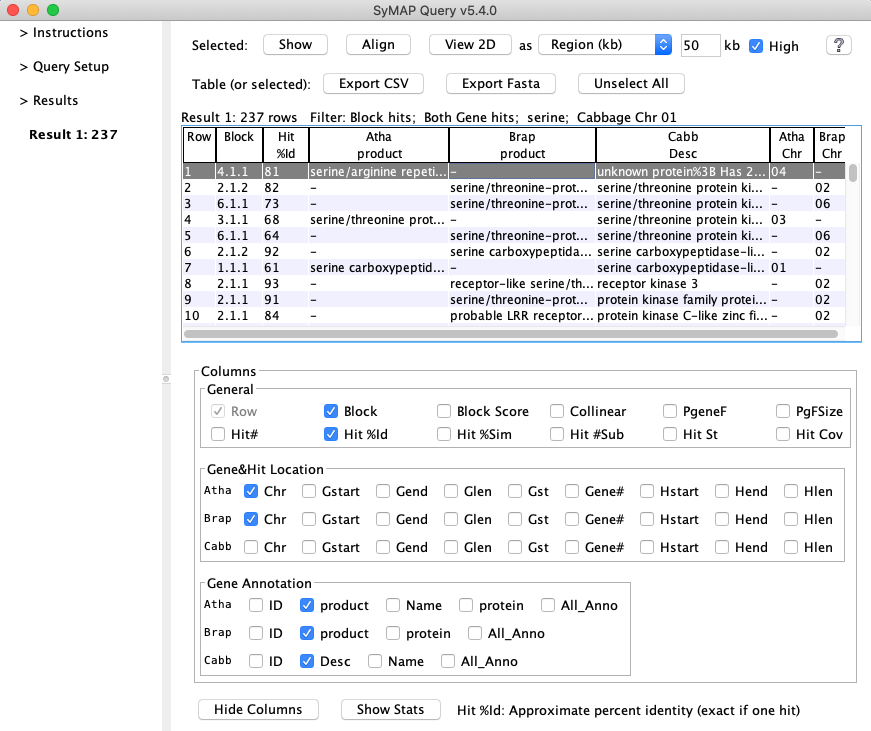 SyMAP Query v5.4.0
> Instructions
> Query Setup
> Results
Result 1: 237
Selected: Show Align View 2D as Region (kb) 50 kb High ?
Table (or selected): Export CSV Export Fasta Unselect All
Result 1: 237 rows Filter: Block hits; Both Gene hits; serine; Cabbage Chr 01
Row Block Hit Atha Brap Cabb Atha Brap
%Id product product Desc Chr Chr
1 4.1.1 81 serine/arginine repeti... – unknown protein%3B Has 2... 04 –
2 2.1.2 82 – serine/threonine-prot... serine/threonine protein ki... – 02
3 6.1.1 73 – serine/threonine-prot... serine/threonine protein ki... – 06
4 3.1.1 68 serine/threonine prot... – serine/threonine protein ki... 03 –
5 6.1.1 64 – serine/threonine-prot... serine/threonine protein ki... – 06
6 2.1.2 92 – serine carboxypeptida... serine carboxypeptidase-li... – 02
7 1.1.1 61 serine carboxypeptid... – serine carboxypeptidase-li... 01 –
8 2.1.1 93 – receptor-like serine/th... receptor kinase 3 – 02
9 2.1.1 91 – serine/threonine-prot... protein kinase family protei... – 02
10 2.1.1 84 – probable LRR receptor... protein kinase C-like zinc fi... – 02
Columns
General
Row Block Block Score Collinear PgeneF PgFSize
Hit# Hit %Id Hit %Sim Hit #Sub Hit St Hit Cov
Gene&Hit Location
Atha Chr Gstart Gend Glen Gst Gene# Hstart Hend Hlen
Brap Chr Gstart Gend Glen Gst Gene# Hstart Hend Hlen
Cabb Chr Gstart Gend Glen Gst Gene# Hstart Hend Hlen
Gene Annotation
Atha ID product Name protein All_Anno
Brap ID product protein All_Anno
Cabb ID Desc Name All_Anno
Hide Columns Show Stats Hit %Id: Approximate percent identity (exact if one hit)